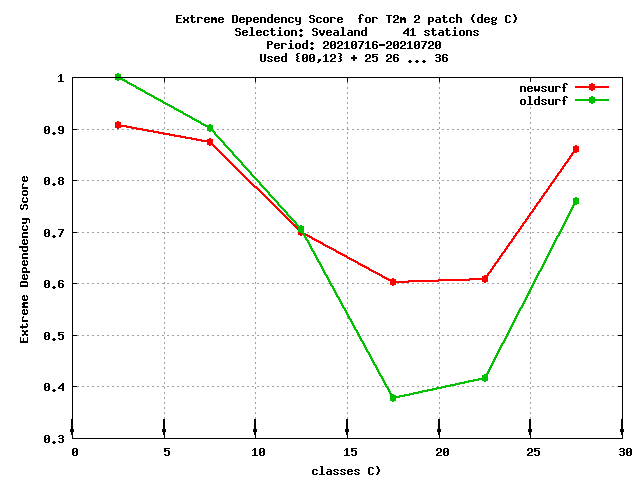 Extreme Dependency Score  for T2m 2 patch (deg C)
Selection: Svealand     41 stations
Period: 20210716-20210720
Used {00,12} + 25 26 ... 36
newsurf
oldsurf
Extreme Dependency Score
1
0.9
0.8
0.7
0.6
0.5
0.4
0.3
0 5 10 15 20 25 30
classes C)